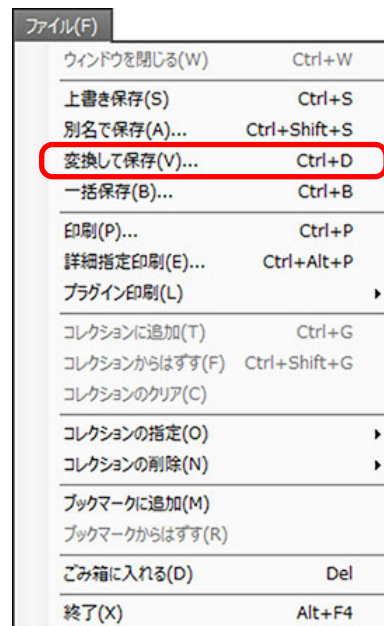 ファイル(F)
ウィンドウを閉じる(W) Ctrl+W
上書き保存(S) Ctrl+S
別名で保存(A)... Ctrl+Shift+S
変換して保存(V)... Ctrl+D
一括保存(B)... Ctrl+B
印刷(P)... Ctrl+P
詳細指定印刷(E)... Ctrl+Alt+P
プラグイン印刷(L)
コレクションに追加(T) Ctrl+G
コレクションからはずす(F) Ctrl+Shift+G
コレクションのクリア(C)
コレクションの指定(O)
コレクションの削除(N)
ブックマークに追加(M)
ブックマークからはずす(R)
ごみ箱に入れる(D) Del
終了(X) Alt+F4